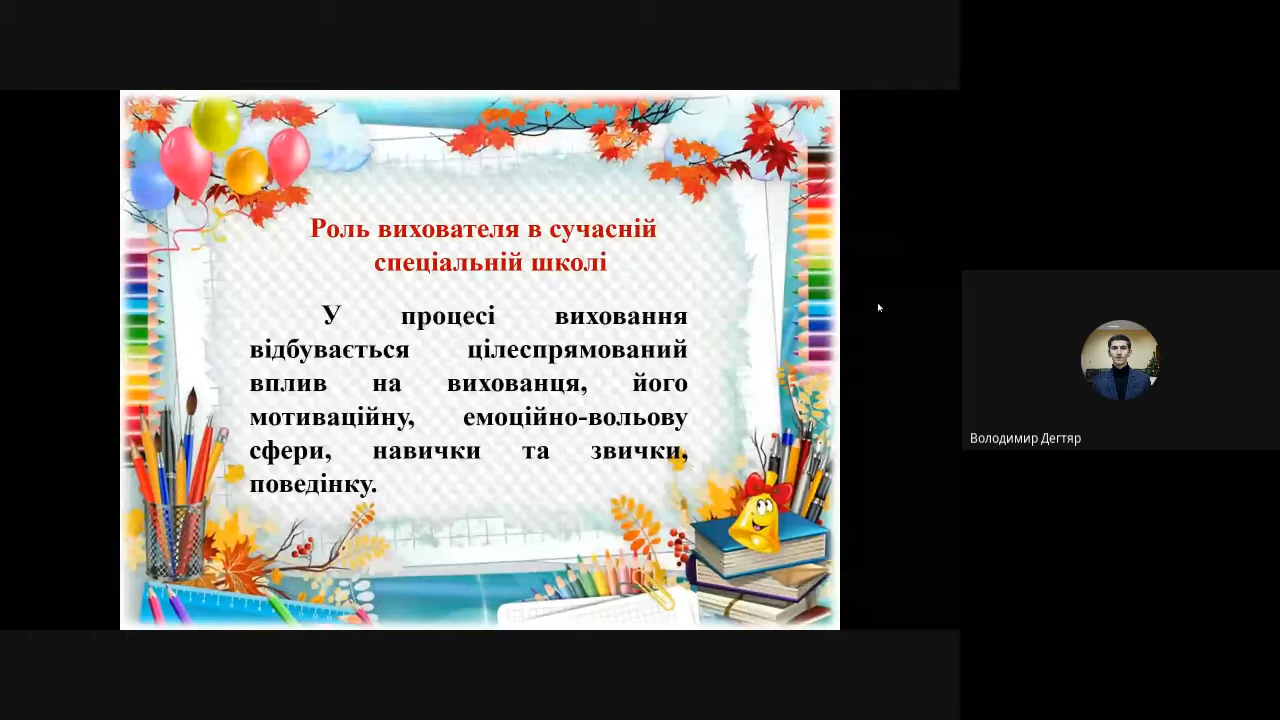 Роль вихователя в сучасній
спеціальній школі
У процесі виховання
відбувається цілеспрямований
вплив на вихованця, його
мотиваційну, емоційно-вольову
сфери, навички та звички,
поведінку.
Володимир Дегтяр